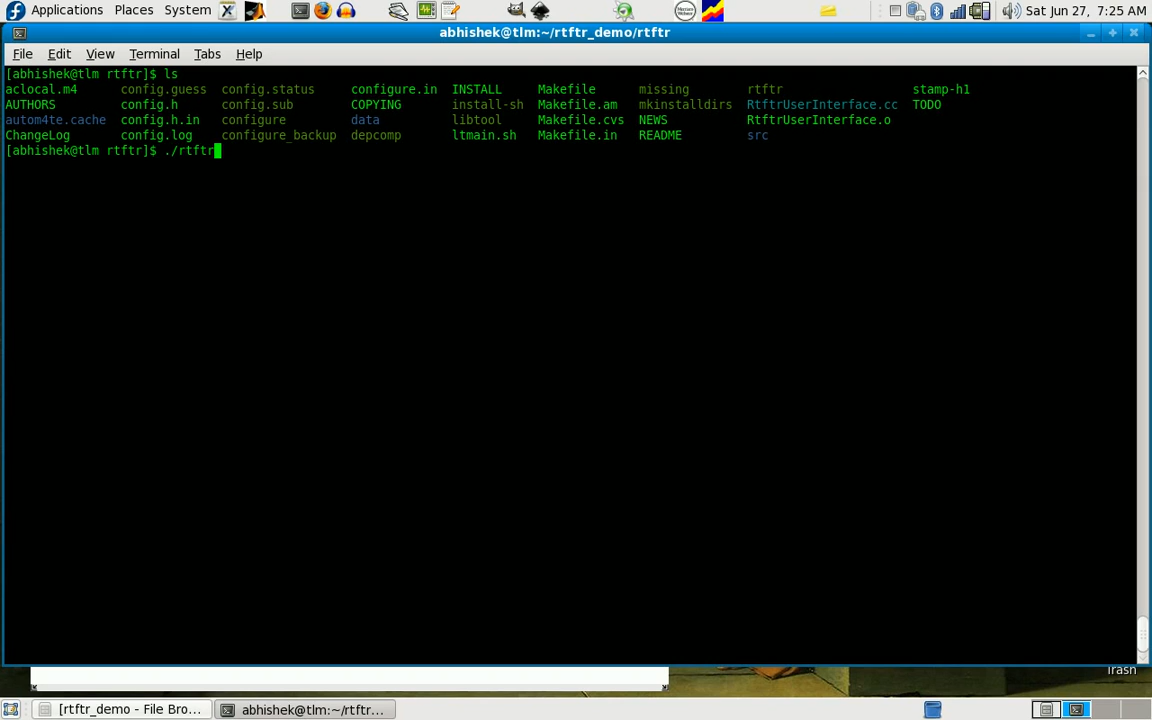 Applications Places System Sat Jun 27, 7:25 AM
abhishek@tlm:~/rtftr_demo/rtftr
File Edit View Terminal Tabs Help
[abhishek@tlm rtftr]$ ls
aclocal.m4 config.guess config.status configure.in INSTALL Makefile missing rtftr stamp-h1
AUTHORS config.h config.sub COPYING install-sh Makefile.am mkinstalldirs RtftrUserInterface.cc TODO
autom4te.cache config.h.in configure data libtool Makefile.cvs NEWS RtftrUserInterface.o
ChangeLog config.log configure_backup depcomp ltmain.sh Makefile.in README src
[abhishek@tlm rtftr]$ ./rtftr
Trash
[rtftr_demo - File Bro... abhishek@tlm:~/rtftr...